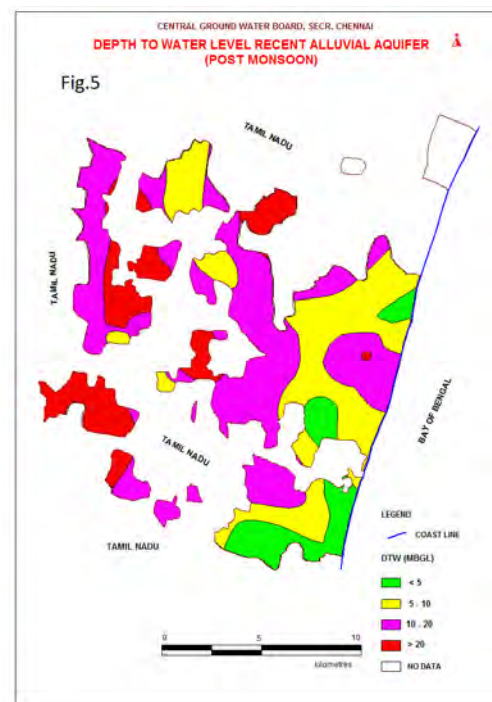 CENTRAL GROUND WATER BOARD, SECR, CHENNAI
DEPTH TO WATER LEVEL RECENT ALLUVIAL AQUIFER
(POST MONSOON)
Fig.5
TAMIL NADU
TAMIL NADU
BAY OF BENGAL
TAMIL NADU
TAMIL NADU
LEGEND
COAST LINE
DTW (MBGL)
< 5
5 - 10
10 - 20
> 20
NO DATA
0 5 10
kilometres